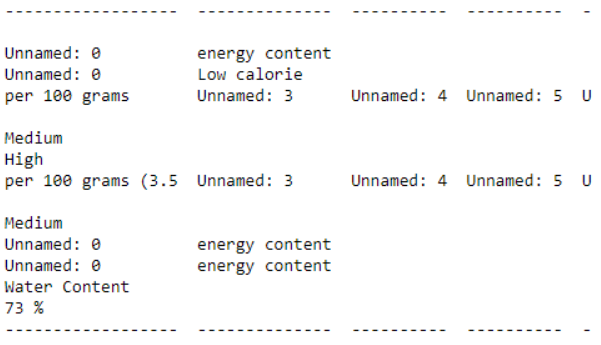 -----------------  --------------  ----------  ----------  -
Unnamed: 0         energy content
Unnamed: 0         Low calorie
per 100 grams      Unnamed: 3      Unnamed: 4  Unnamed: 5  U
Medium
High
per 100 grams (3.5  Unnamed: 3      Unnamed: 4  Unnamed: 5  U
Medium
Unnamed: 0         energy content
Unnamed: 0         energy content
Water Content
73 %
-----------------  --------------  ----------  ----------  -